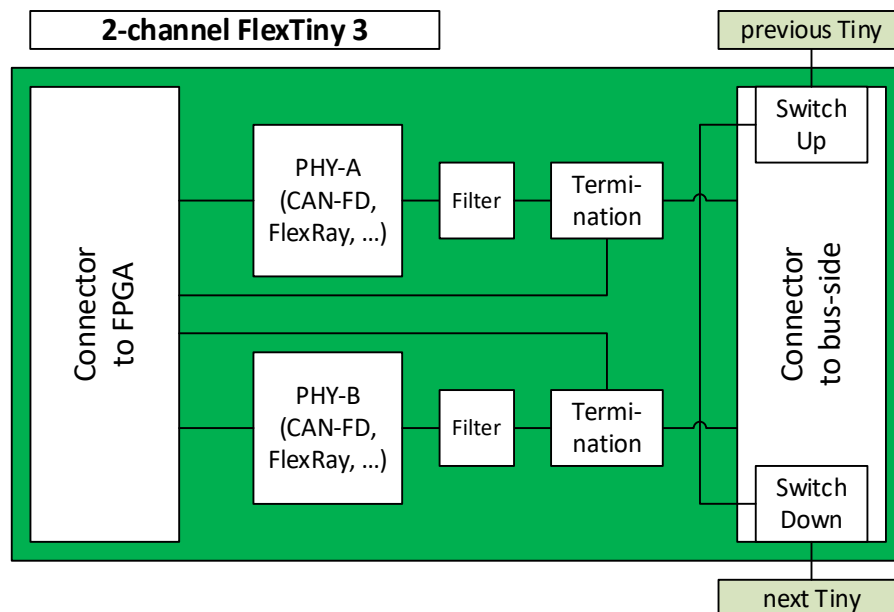 2-channel FlexTiny 3
previous Tiny
Switch
Up
PHY-A
(CAN-FD,
FlexRay, ...)
Filter
Termi-
nation
Connector
to FPGA
Connector
to bus-side
PHY-B
(CAN-FD,
FlexRay, ...)
Filter
Termi-
nation
Switch
Down
next Tiny